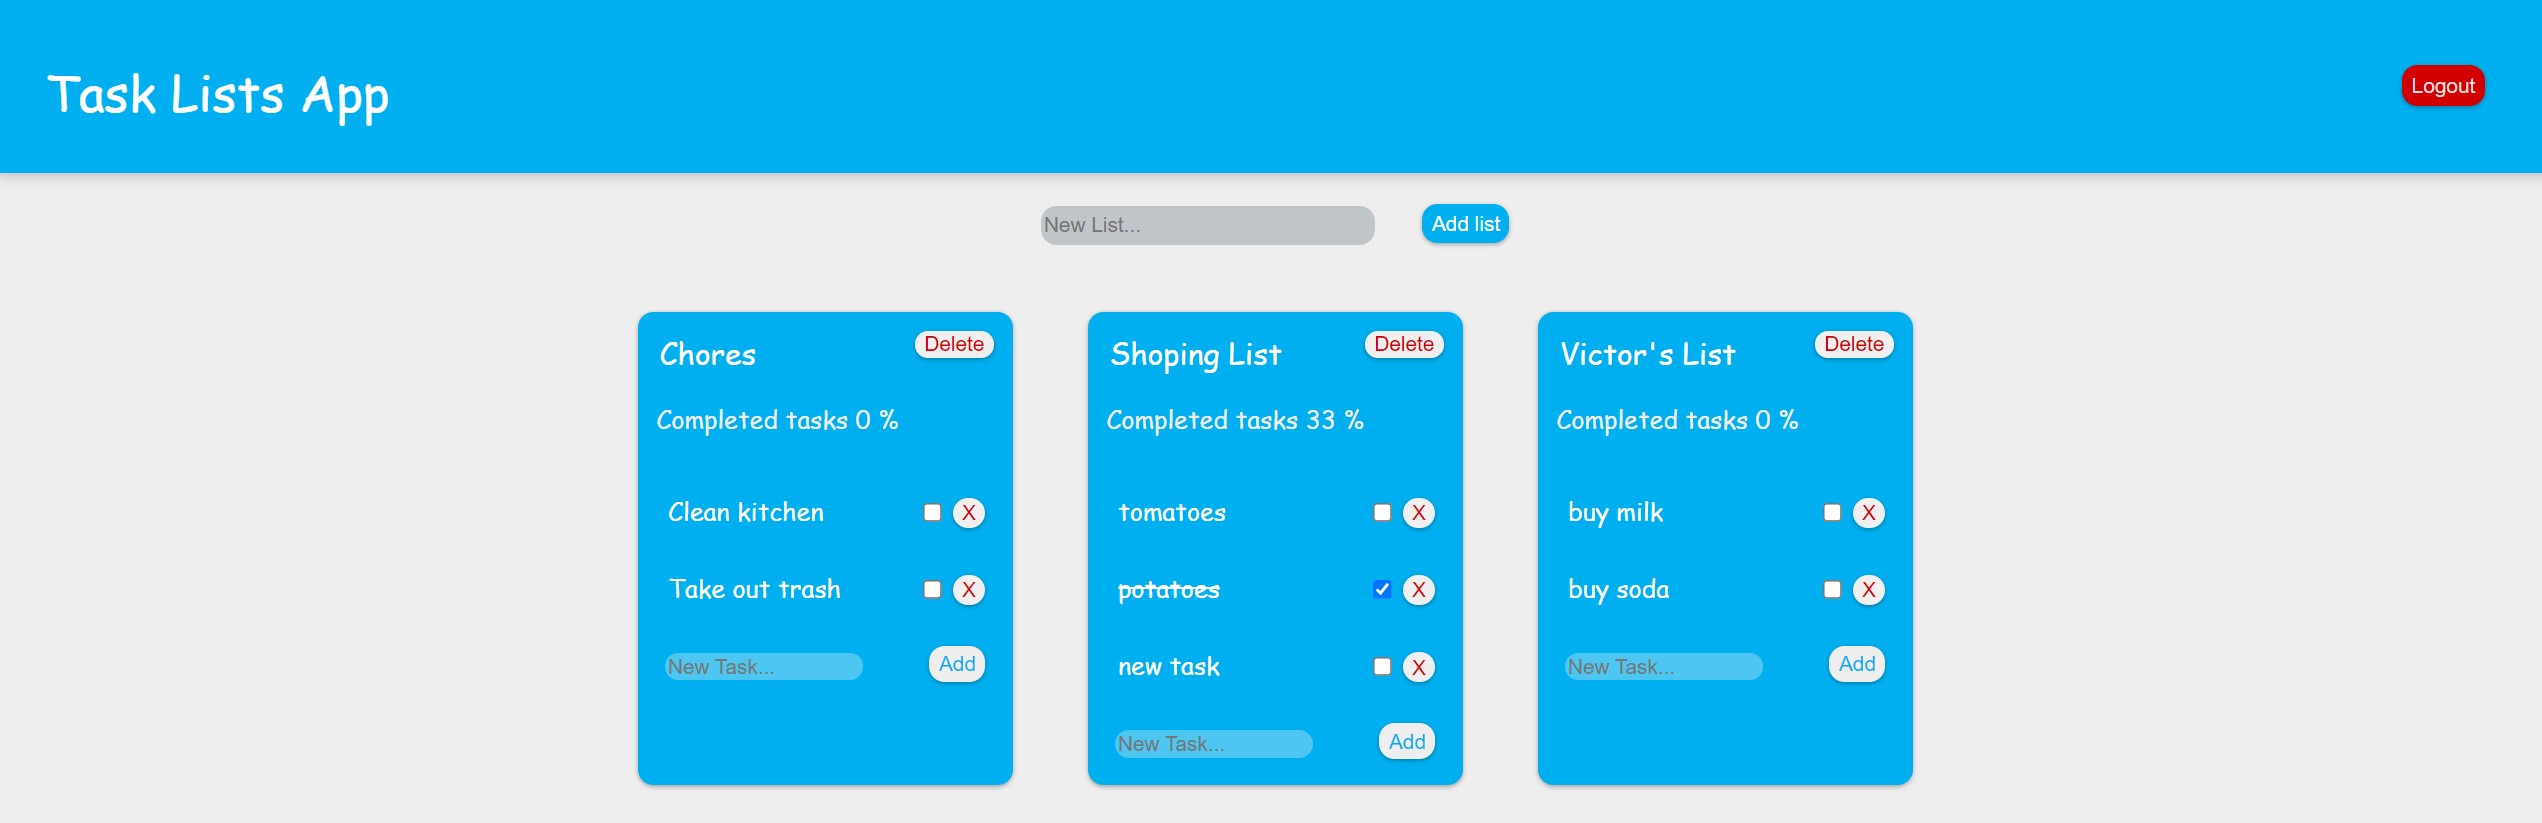 Task Lists App
Logout
New List...
Add list
Chores
Delete
Completed tasks 0 %
Clean kitchen
X
Take out trash
X
New Task...
Add
Shoping List
Delete
Completed tasks 33 %
tomatoes
X
potatoes
X
new task
X
New Task...
Add
Victor's List
Delete
Completed tasks 0 %
buy milk
X
buy soda
X
New Task...
Add